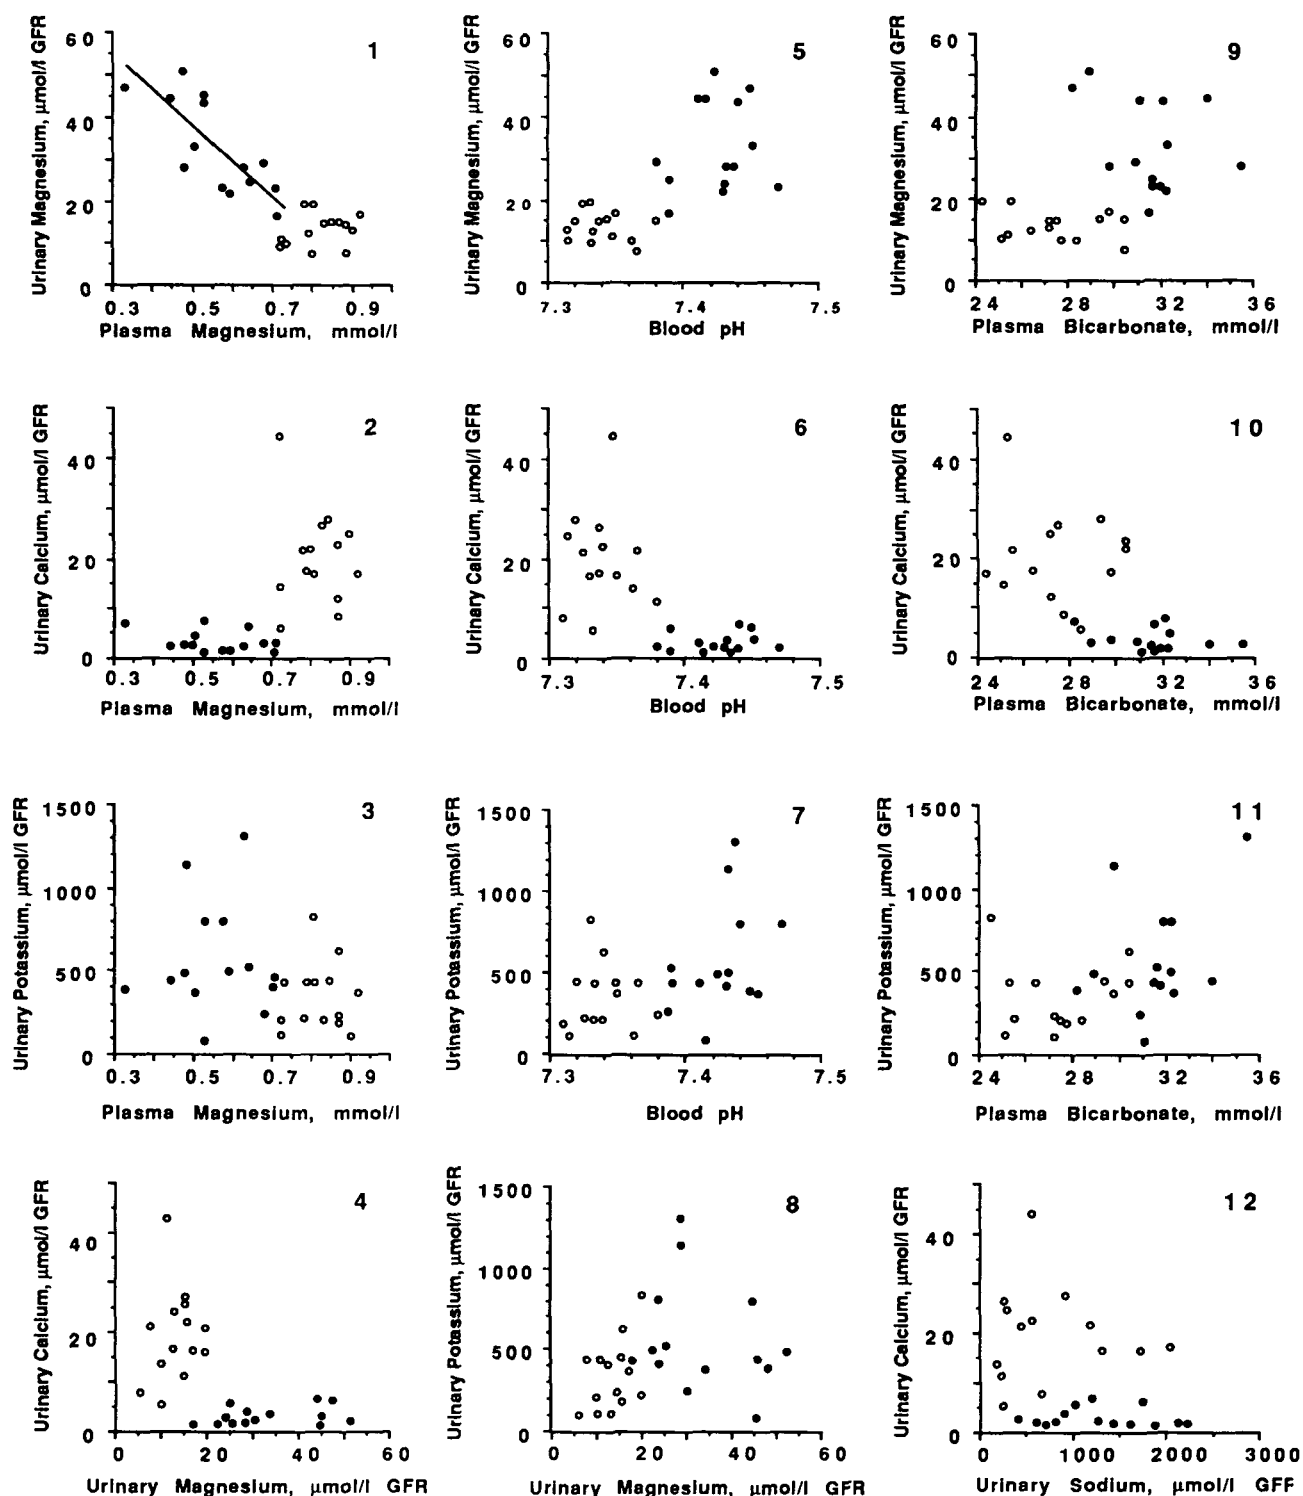 1
Urinary Magnesium, µmol/l GFR
60
40
20
0
0.3 0.5 0.7 0.9
Plasma Magnesium, mmol/l
5
Urinary Magnesium, µmol/l GFR
60
40
20
0
7.3 7.4 7.5
Blood pH
9
Urinary Magnesium, µmol/l GFR
60
40
20
0
24 28 32 36
Plasma Bicarbonate, mmol/l
2
Urinary Calcium, µmol/l GFR
40
20
0
0.3 0.5 0.7 0.9
Plasma Magnesium, mmol/l
6
Urinary Calcium, µmol/l GFR
40
20
0
7.3 7.4 7.5
Blood pH
10
Urinary Calcium, µmol/l GFR
40
20
0
24 28 32 36
Plasma Bicarbonate, mmol/l
3
Urinary Potassium, µmol/l GFR
1500
1000
500
0
0.3 0.5 0.7 0.9
Plasma Magnesium, mmol/l
7
Urinary Potassium, µmol/l GFR
1500
1000
500
0
7.3 7.4 7.5
Blood pH
11
Urinary Potassium, µmol/l GFR
1500
1000
500
0
24 28 32 36
Plasma Bicarbonate, mmol/l
4
Urinary Calcium, µmol/l GFR
40
20
0
0 20 40 60
Urinary Magnesium, µmol/l GFR
8
Urinary Potassium, µmol/l GFR
1500
1000
500
0
0 20 40 60
Urinary Magnesium, µmol/l GFR
12
Urinary Calcium, µmol/l GFR
40
20
0
0 1000 2000 3000
Urinary Sodium, µmol/l GFF